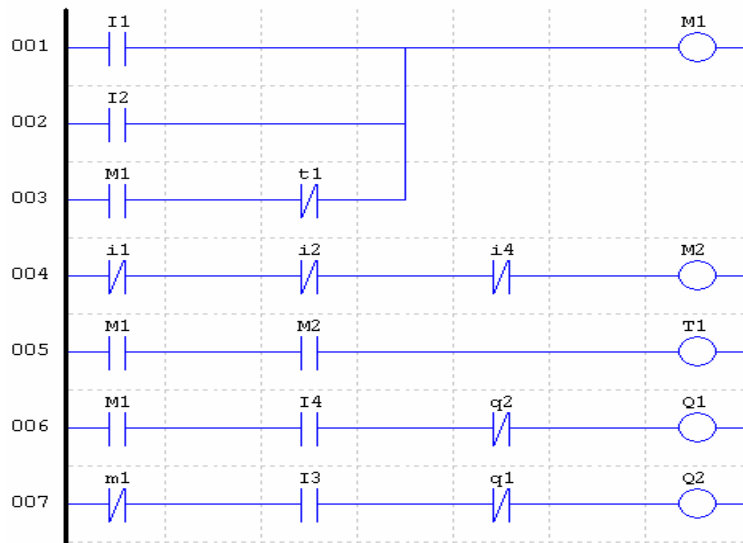 I1 M1
001
I2
002
M1 t1
003
i1 i2 i4 M2
004
M1 M2 T1
005
M1 I4 q2 Q1
006
m1 I3 q1 Q2
007